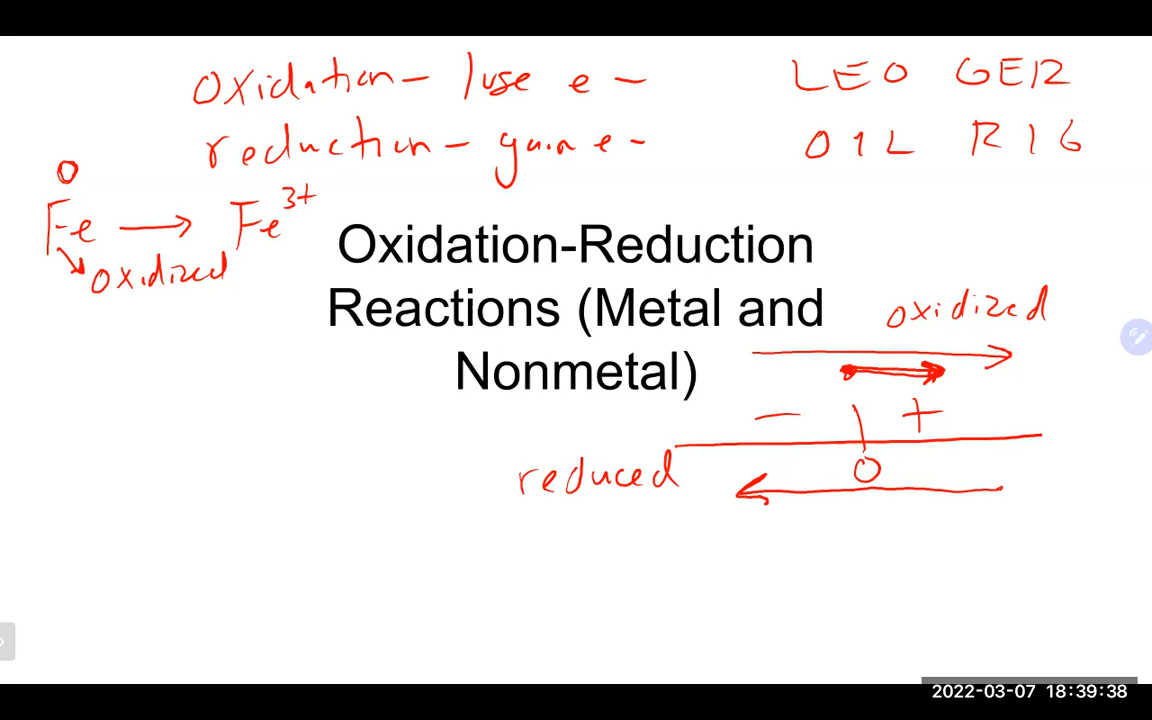 oxidation - lose e -
LEO GER
reduction - gain e -
OIL RIG
0
Fe → Fe3+
oxidized
Oxidation-Reduction
Reactions (Metal and
Nonmetal)
oxidized
- +
0
reduced
2022-03-07 18:39:38